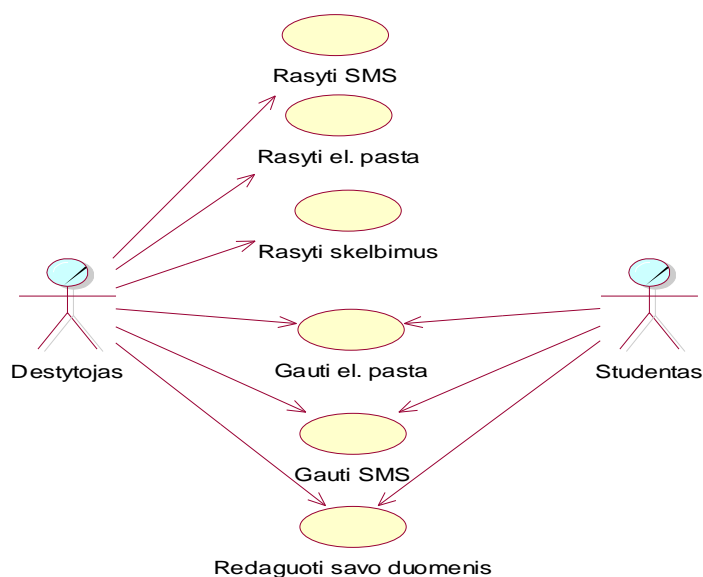 Rasyti SMS
Rasyti el. pasta
Rasyti skelbimus
Destytojas
Gauti el. pasta
Studentas
Gauti SMS
Redaguoti savo duomenis